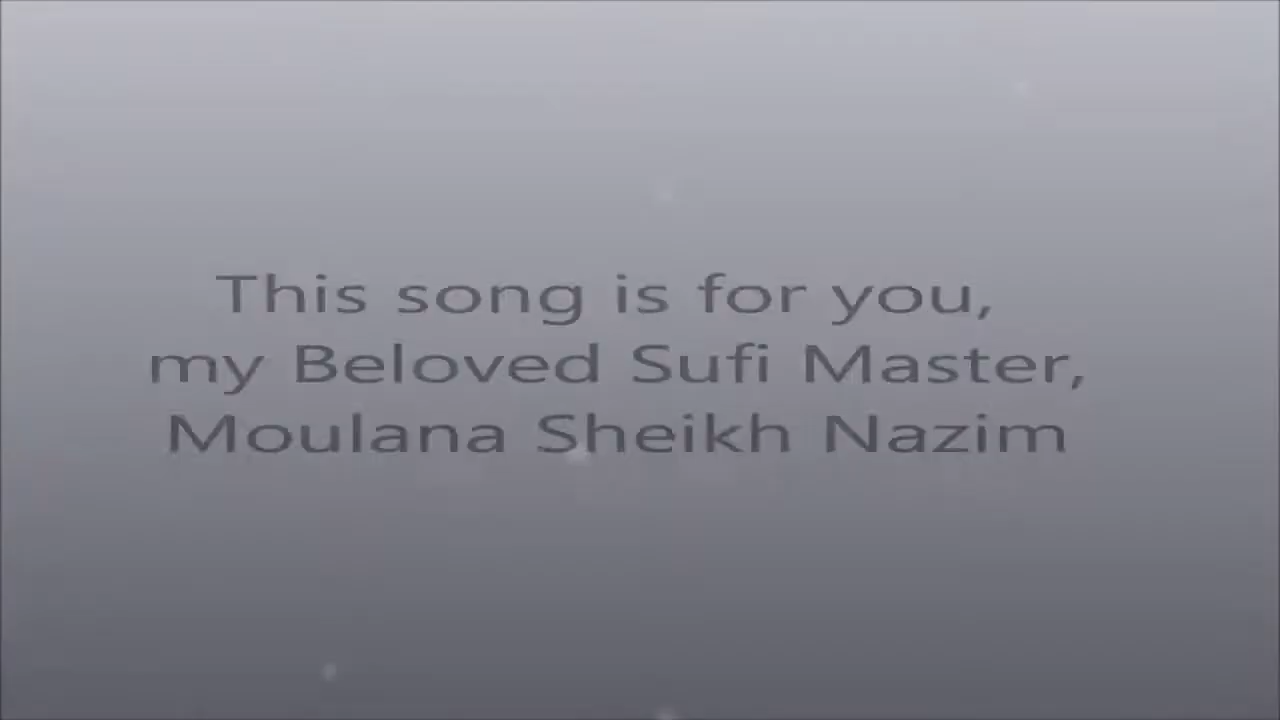 This song is for you,
my Beloved Sufi Master,
Moulana Sheikh Nazim